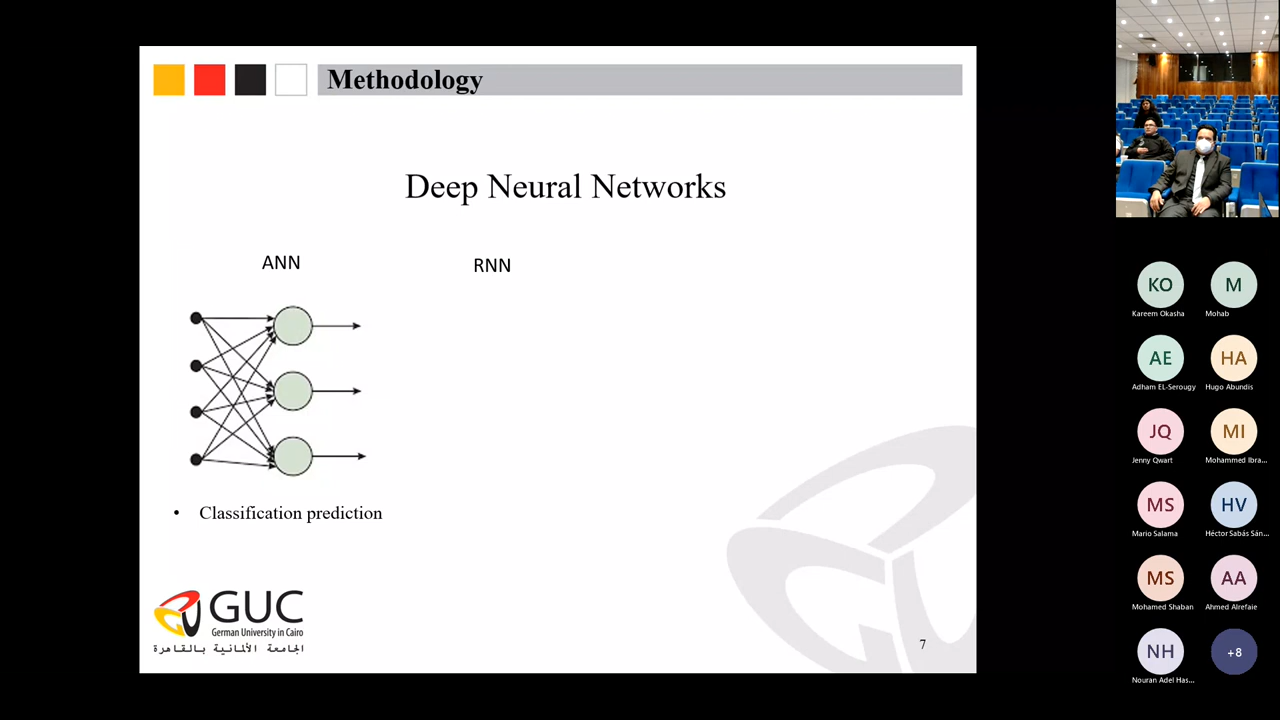 Methodology
Deep Neural Networks
ANN
RNN
• Classification prediction
GUC
German University in Cairo
الجامعة الألمانية بالقاهرة
7
KO
M
Kareem Okasha
Mohab
AE
HA
Adham EL-Serougy
Hugo Abundis
JQ
MI
Jenny Qwart
Mohammed Ibra...
MS
HV
Mario Salama
Héctor Sabás Sán...
MS
AA
Mohamed Shaban
Ahmed Alrefaie
NH
+8
Nouran Adel Has...